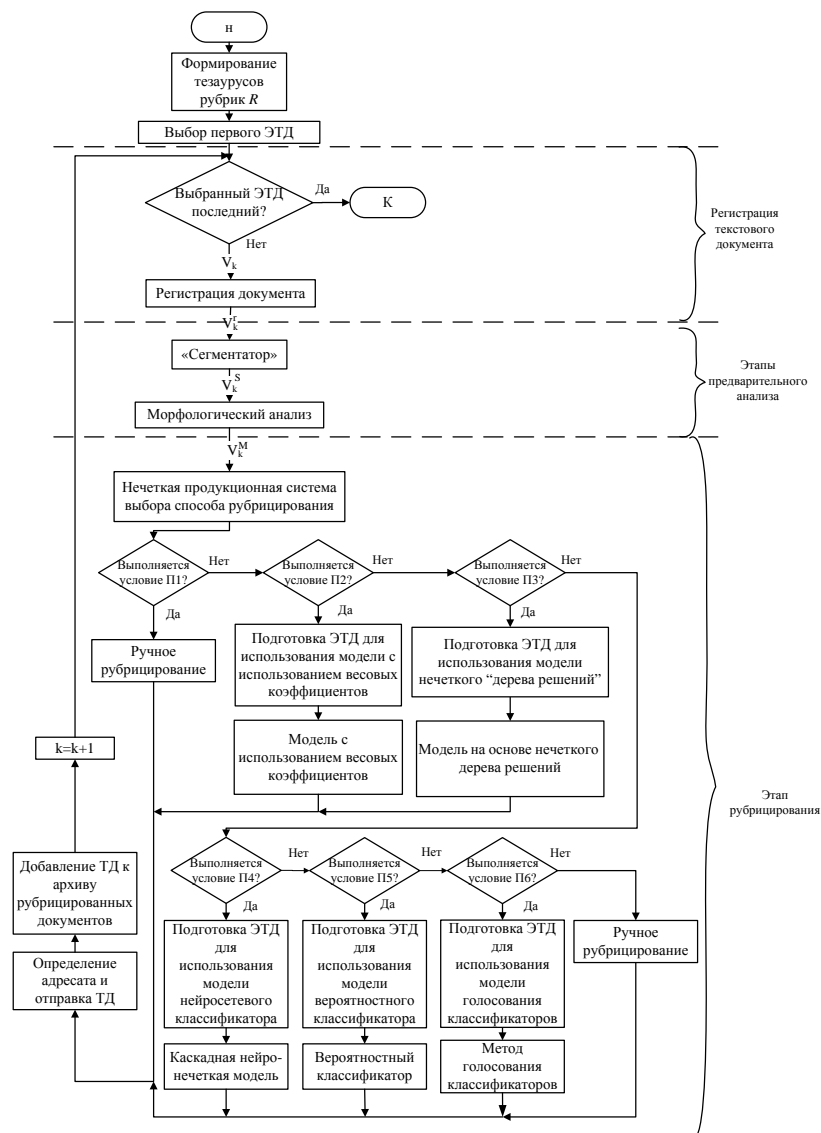 н
Формирование
тезаурусов
рубрик R
Выбор первого ЭТД
Выбранный ЭТД
последний?
Да
К
Нет
V_k
Регистрация документа
V_k^r
Регистрация
текстового
документа
«Сегментатор»
V_k^S
Морфологический анализ
Этапы
предварительного
анализа
V_k^M
Нечеткая продукционная система
выбора способа рубрицирования
Выполняется
условие П1?
Нет
Да
Выполняется
условие П2?
Нет
Да
Выполняется
условие П3?
Нет
Да
Ручное
рубрицирование
Подготовка ЭТД для
использования модели с
использованием весовых
коэффициентов
Подготовка ЭТД для
использования модели
нечеткого “дерева решений”
k=k+1
Модель с
использованием весовых
коэффициентов
Модель на основе нечеткого
дерева решений
Этап
рубрицирования
Выполняется
условие П4?
Нет
Да
Выполняется
условие П5?
Нет
Да
Выполняется
условие П6?
Нет
Да
Добавление ТД к
архиву
рубрицированных
документов
Определение
адресата и
отправка ТД
Подготовка ЭТД
для
использования
модели
нейросетевого
классификатора
Подготовка ЭТД
для
использования
модели
вероятностного
классификатора
Подготовка ЭТД
для
использования
модели
голосования
классификаторов
Ручное
рубрицирование
Каскадная нейро-
нечеткая модель
Вероятностный
классификатор
Метод
голосования
классификаторов